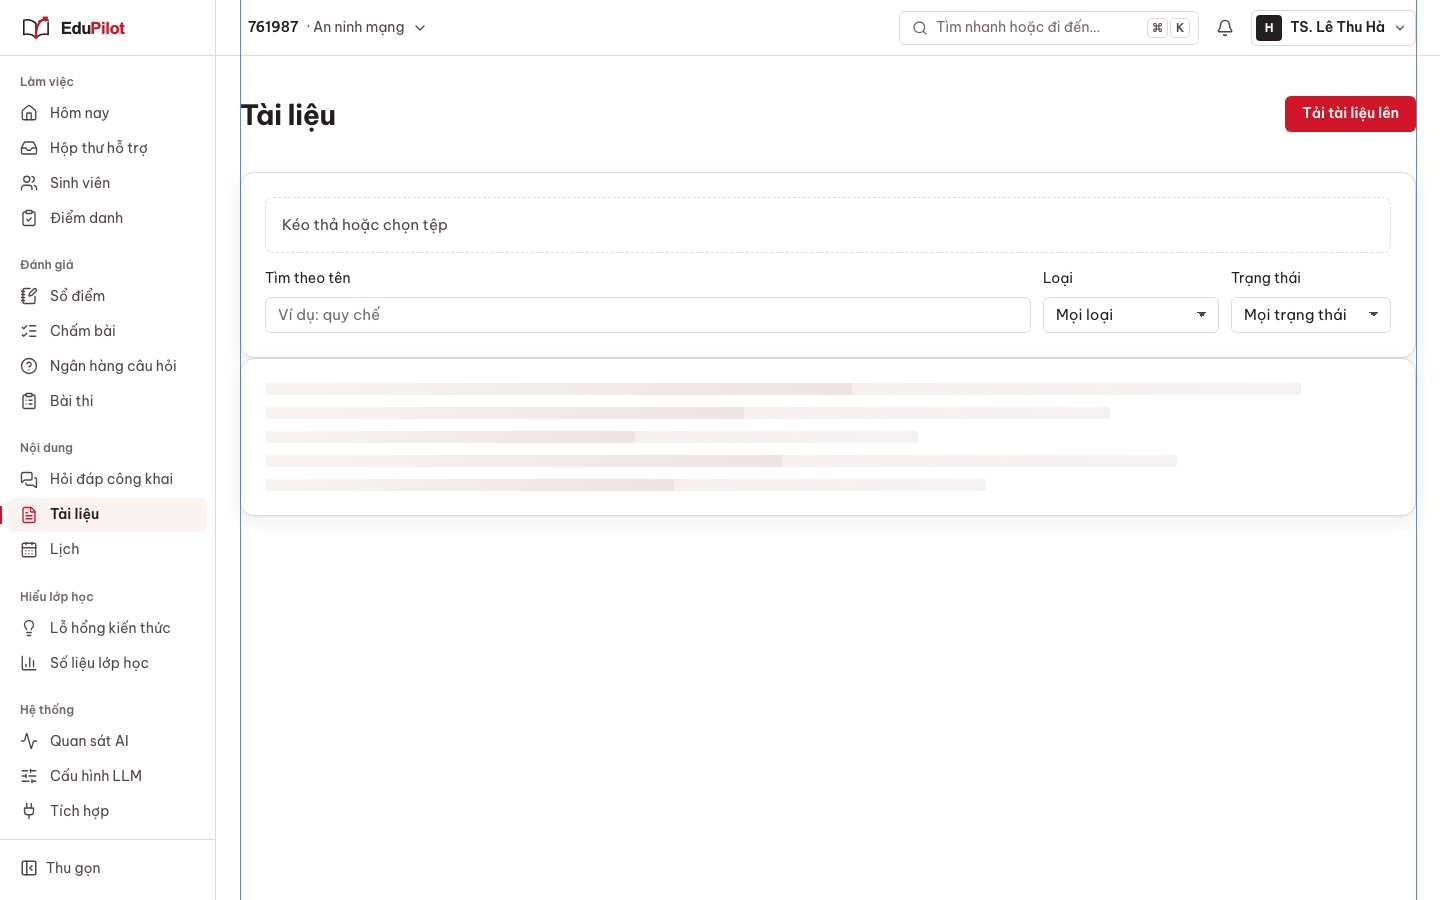 EduPilot
761987 · An ninh mạng
Tìm nhanh hoặc đi đến...
⌘ K
H
TS. Lê Thu Hà
Làm việc
Hôm nay
Hộp thư hỗ trợ
Sinh viên
Điểm danh
Đánh giá
Sổ điểm
Chấm bài
Ngân hàng câu hỏi
Bài thi
Nội dung
Hỏi đáp công khai
Tài liệu
Lịch
Hiểu lớp học
Lỗ hổng kiến thức
Số liệu lớp học
Hệ thống
Quan sát AI
Cấu hình LLM
Tích hợp
Thu gọn
Tài liệu
Tải tài liệu lên
Kéo thả hoặc chọn tệp
Tìm theo tên
Loại
Trạng thái
Ví dụ: quy chế
Mọi loại
Mọi trạng thái